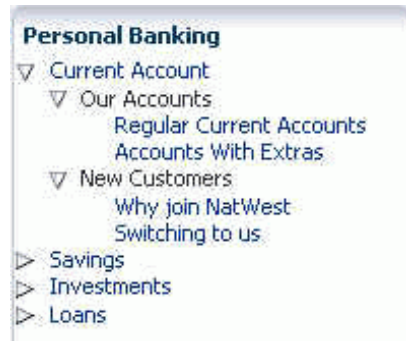 Personal Banking
Current Account
Our Accounts
Regular Current Accounts
Accounts With Extras
New Customers
Why join NatWest
Switching to us
Savings
Investments
Loans